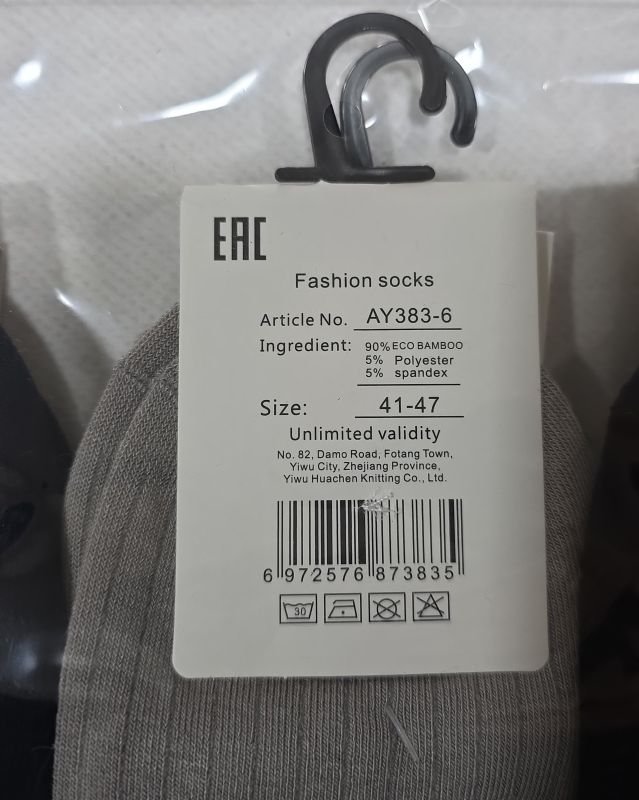 EAC
Fashion socks
Article No. AY383-6
Ingredient: 90% ECO BAMBOO
5% Polyester
5% spandex
Size: 41-47
Unlimited validity
No. 82, Damo Road, Fotang Town,
Yiwu City, Zhejiang Province,
Yiwu Huachen Knitting Co., Ltd.
6 972576 873835
30